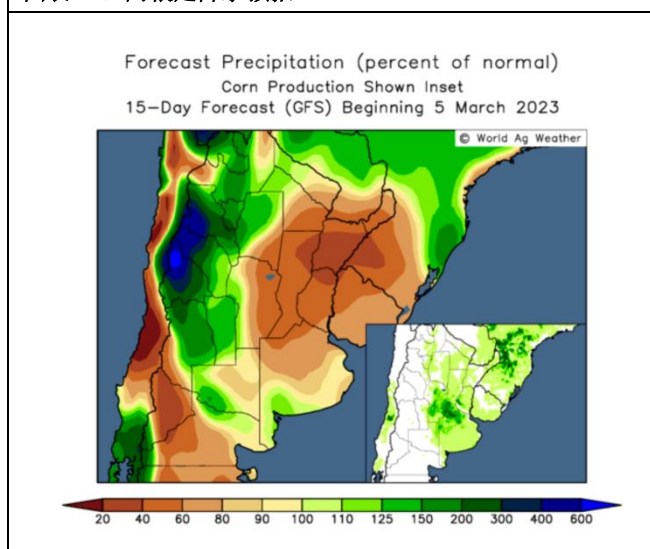 Forecast Precipitation (percent of normal)
Corn Production Shown Inset
15-Day Forecast (GFS) Beginning 5 March 2023
© World Ag Weather
20 40 60 80 90 100 110 125 150 200 300 400 600